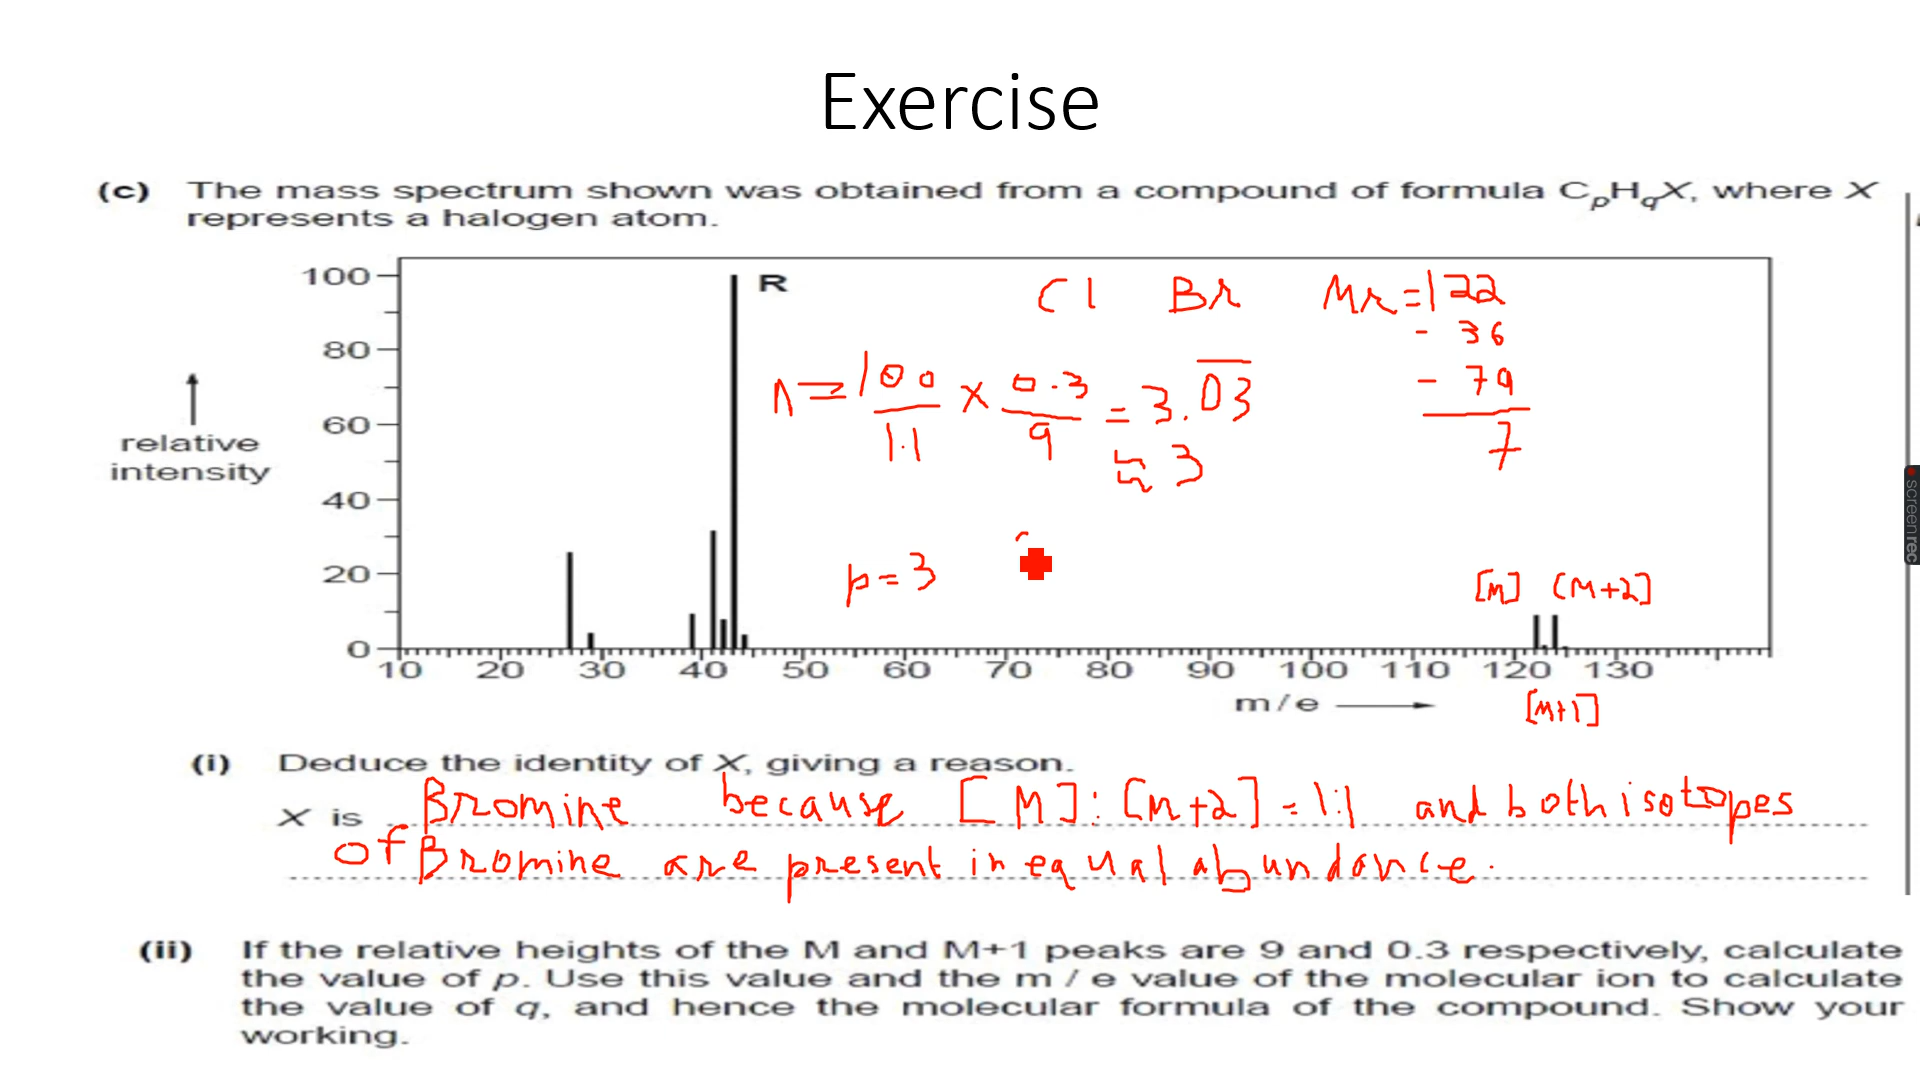 Exercise
(c) The mass spectrum shown was obtained from a compound of formula CpHqX, where X
represents a halogen atom.
100
80
60
40
20
0
relative
intensity
R
Cl Br Mr = 122
- 36
- 79
7
n = 100/1.1 × 0.3/9 = 3.03
≈ 3
p = 3
[M] (M+2]
10 20 30 40 50 60 70 80 90 100 110 120 130
m / e
[M+1]
(i) Deduce the identity of X, giving a reason.
X is Bromine because [M] : [M+2] = 1:1 and both isotopes
of Bromine are present in equal abundance.
(ii) If the relative heights of the M and M+1 peaks are 9 and 0.3 respectively, calculate
the value of p. Use this value and the m / e value of the molecular ion to calculate
the value of q, and hence the molecular formula of the compound. Show your
working.
screenrec